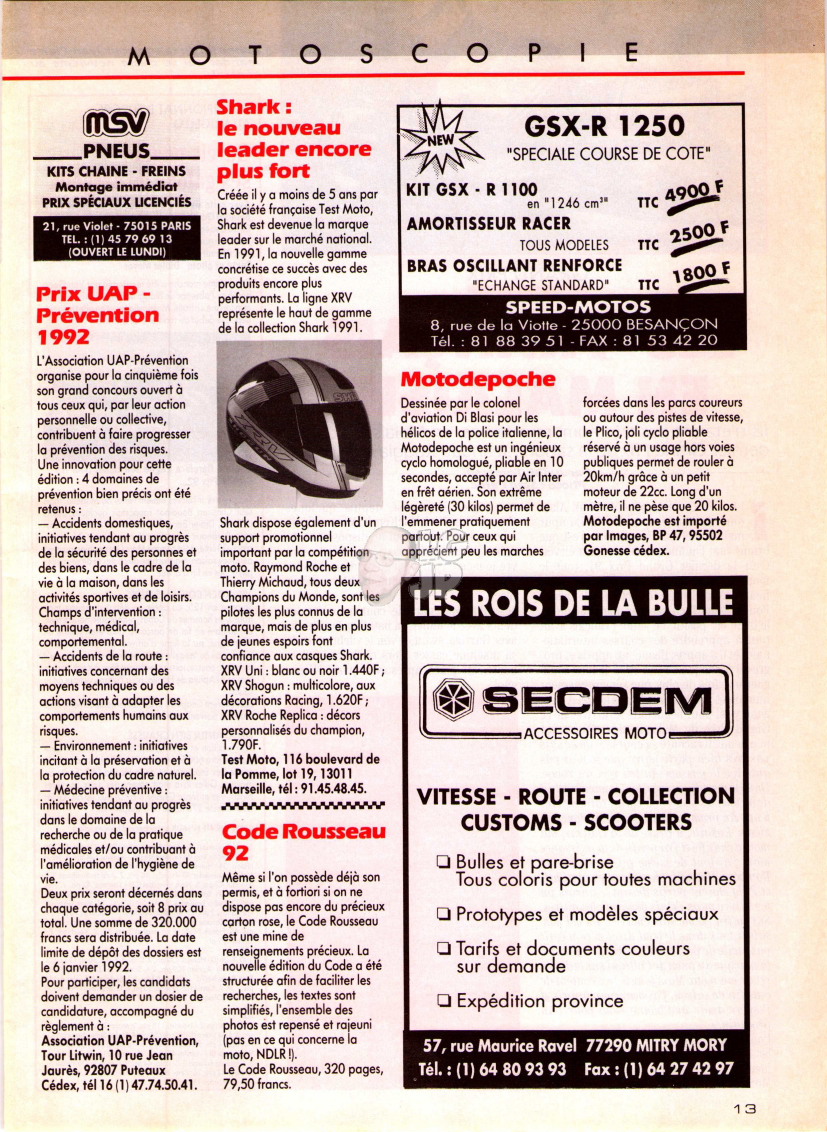 MOTOSCOPIE
msv
PNEUS
KITS CHAINE - FREINS
Montage immédiat
PRIX SPÉCIAUX LICENCIÉS
21, rue Violet - 75015 PARIS
TEL. : (1) 45 79 69 13
(OUVERT LE LUNDI)
Prix UAP -
Prévention
1992
L'Association UAP-Prévention
organise pour la cinquième fois
son grand concours ouvert à
tous ceux qui, par leur action
personnelle ou collective,
contribuent à faire progresser
la prévention des risques.
Une innovation pour cette
édition : 4 domaines de
prévention bien précis ont été
retenus :
— Accidents domestiques,
initiatives tendant au progrès
de la sécurité des personnes et
des biens, dans le cadre de la
vie à la maison, dans les
activités sportives et de loisirs.
Champs d'intervention :
technique, médical,
comportemental.
— Accidents de la route :
initiatives concernant des
moyens techniques ou des
actions visant à adapter les
comportements humains aux
risques.
— Environnement : initiatives
incitant à la préservation et à
la protection du cadre naturel.
— Médecine préventive :
initiatives tendant au progrès
dans le domaine de la
recherche ou de la pratique
médicales et/ou contribuant à
l'amélioration de l'hygiène de
vie.
Deux prix seront décernés dans
chaque catégorie, soit 8 prix au
total. Une somme de 320.000
francs sera distribuée. La date
limite de dépôt des dossiers est
le 6 janvier 1992.
Pour participer, les candidats
doivent demander un dosier de
candidature, accompagné du
règlement à :
Association UAP-Prévention,
Tour Litwin, 10 rue Jean
Jaurès, 92807 Puteaux
Cédex, tél 16 (1) 47.74.50.41.
Shark :
le nouveau
leader encore
plus fort
Créée il y a moins de 5 ans par
la société française Test Moto,
Shark est devenue la marque
leader sur le marché national.
En 1991, la nouvelle gamme
concrétise ce succès avec des
produits encore plus
performants. La ligne XRV
représente le haut de gamme
de la collection Shark 1991.
XRV
Shark dispose également d'un
support promotionnel
important par la compétition
moto. Raymond Roche et
Thierry Michaud, tous deux
Champions du Monde, sont les
pilotes les plus connus de la
marque, mais de plus en plus
de jeunes espoirs font
confiance aux casques Shark.
XRV Uni : blanc ou noir 1.440F ;
XRV Shogun : multicolore, aux
décorations Racing, 1.620F ;
XRV Roche Replica : décors
personnalisés du champion,
1.790F.
Test Moto, 116 boulevard de
la Pomme, lot 19, 13011
Marseille, tél : 91.45.48.45.
Code Rousseau
92
Même si l'on possède déjà son
permis, et à fortiori si on ne
dispose pas encore du précieux
carton rose, le Code Rousseau
est une mine de
renseignements précieux. La
nouvelle édition du Code a été
structurée afin de faciliter les
recherches, les textes sont
simplifiés, l'ensemble des
photos est repensé et rajeuni
(pas en ce qui concerne la
moto, NDLR !).
Le Code Rousseau, 320 pages,
79,50 francs.
NEW
GSX-R 1250
"SPECIALE COURSE DE COTE"
KIT GSX - R 1100
en "1246 cm³" TTC 4900 F
AMORTISSEUR RACER
TOUS MODELES TTC 2500 F
BRAS OSCILLANT RENFORCE
"ECHANGE STANDARD" TTC 1800 F
SPEED-MOTOS
8, rue de la Viotte - 25000 BESANÇON
Tél. : 81 88 39 51 - FAX : 81 53 42 20
Motodepoche
Dessinée par le colonel
d'aviation Di Blasi pour les
hélicos de la police italienne, la
Motodepoche est un ingénieux
cyclo homologué, pliable en 10
secondes, accepté par Air Inter
en frêt aérien. Son extrême
légèreté (30 kilos) permet de
l'emmener pratiquement
partout. Pour ceux qui
apprécient peu les marches
forcées dans les parcs coureurs
ou autour des pistes de vitesse,
le Plico, joli cyclo pliable
réservé à un usage hors voies
publiques permet de rouler à
20km/h grâce à un petit
moteur de 22cc. Long d'un
mètre, il ne pèse que 20 kilos.
Motodepoche est importé
par Images, BP 47, 95502
Gonesse cédex.
LES ROIS DE LA BULLE
SECDEM
ACCESSOIRES MOTO
VITESSE - ROUTE - COLLECTION
CUSTOMS - SCOOTERS
❏ Bulles et pare-brise
Tous coloris pour toutes machines
❏ Prototypes et modèles spéciaux
❏ Tarifs et documents couleurs
sur demande
❏ Expédition province
57, rue Maurice Ravel 77290 MITRY MORY
Tél. : (1) 64 80 93 93 Fax : (1) 64 27 42 97
13